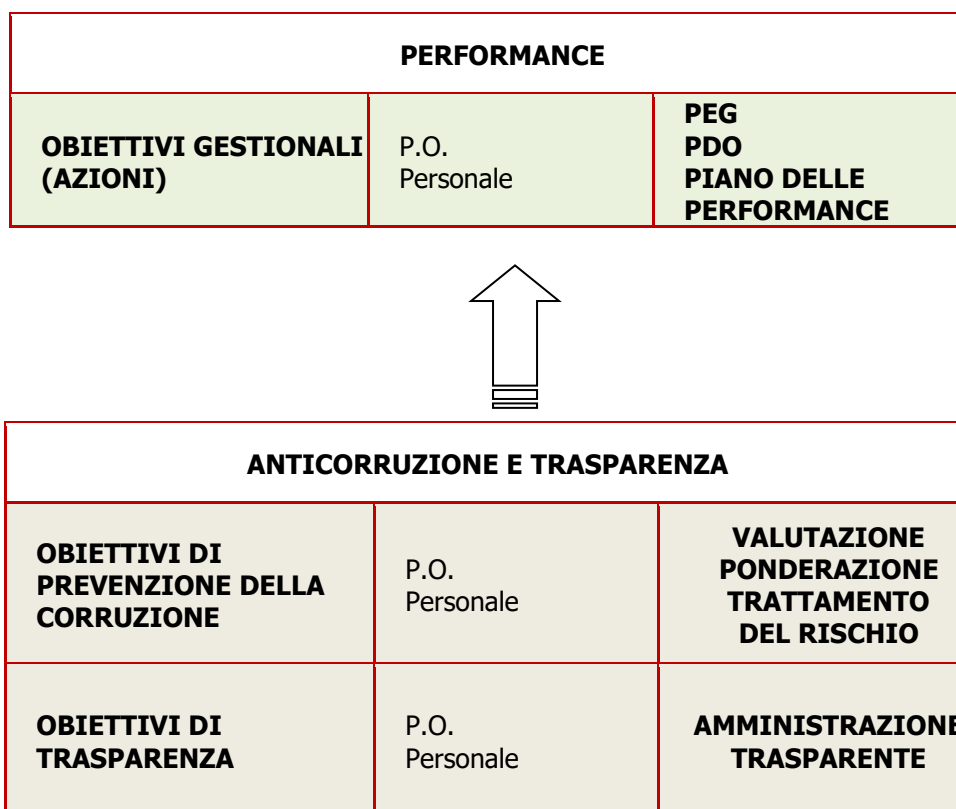 PERFORMANCE
OBIETTIVI GESTIONALI
(AZIONI)
P.O.
Personale
PEG
PDO
PIANO DELLE
PERFORMANCE
ANTICORRUZIONE E TRASPARENZA
OBIETTIVI DI
PREVENZIONE DELLA
CORRUZIONE
P.O.
Personale
VALUTAZIONE
PONDERAZIONE
TRATTAMENTO
DEL RISCHIO
OBIETTIVI DI
TRASPARENZA
P.O.
Personale
AMMINISTRAZIONE
TRASPARENTE